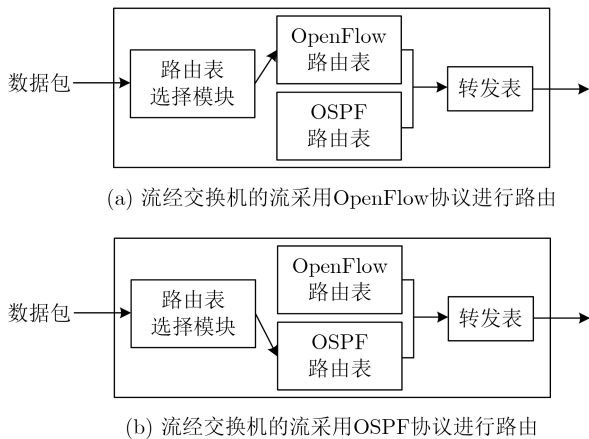 数据包
路由表
选择模块
OpenFlow
路由表
OSPF
路由表
转发表
(a) 流经交换机的流采用OpenFlow协议进行路由
数据包
路由表
选择模块
OpenFlow
路由表
OSPF
路由表
转发表
(b) 流经交换机的流采用OSPF协议进行路由